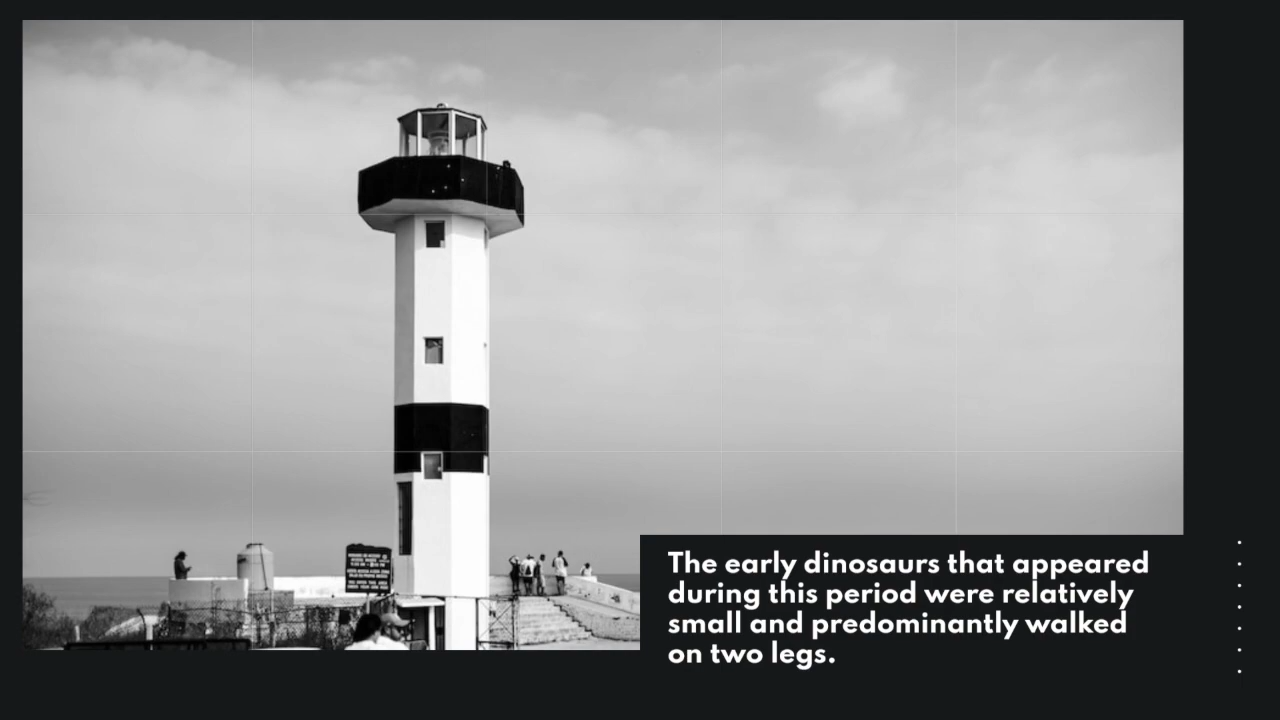 The early dinosaurs that appeared
during this period were relatively
small and predominantly walked
on two legs.